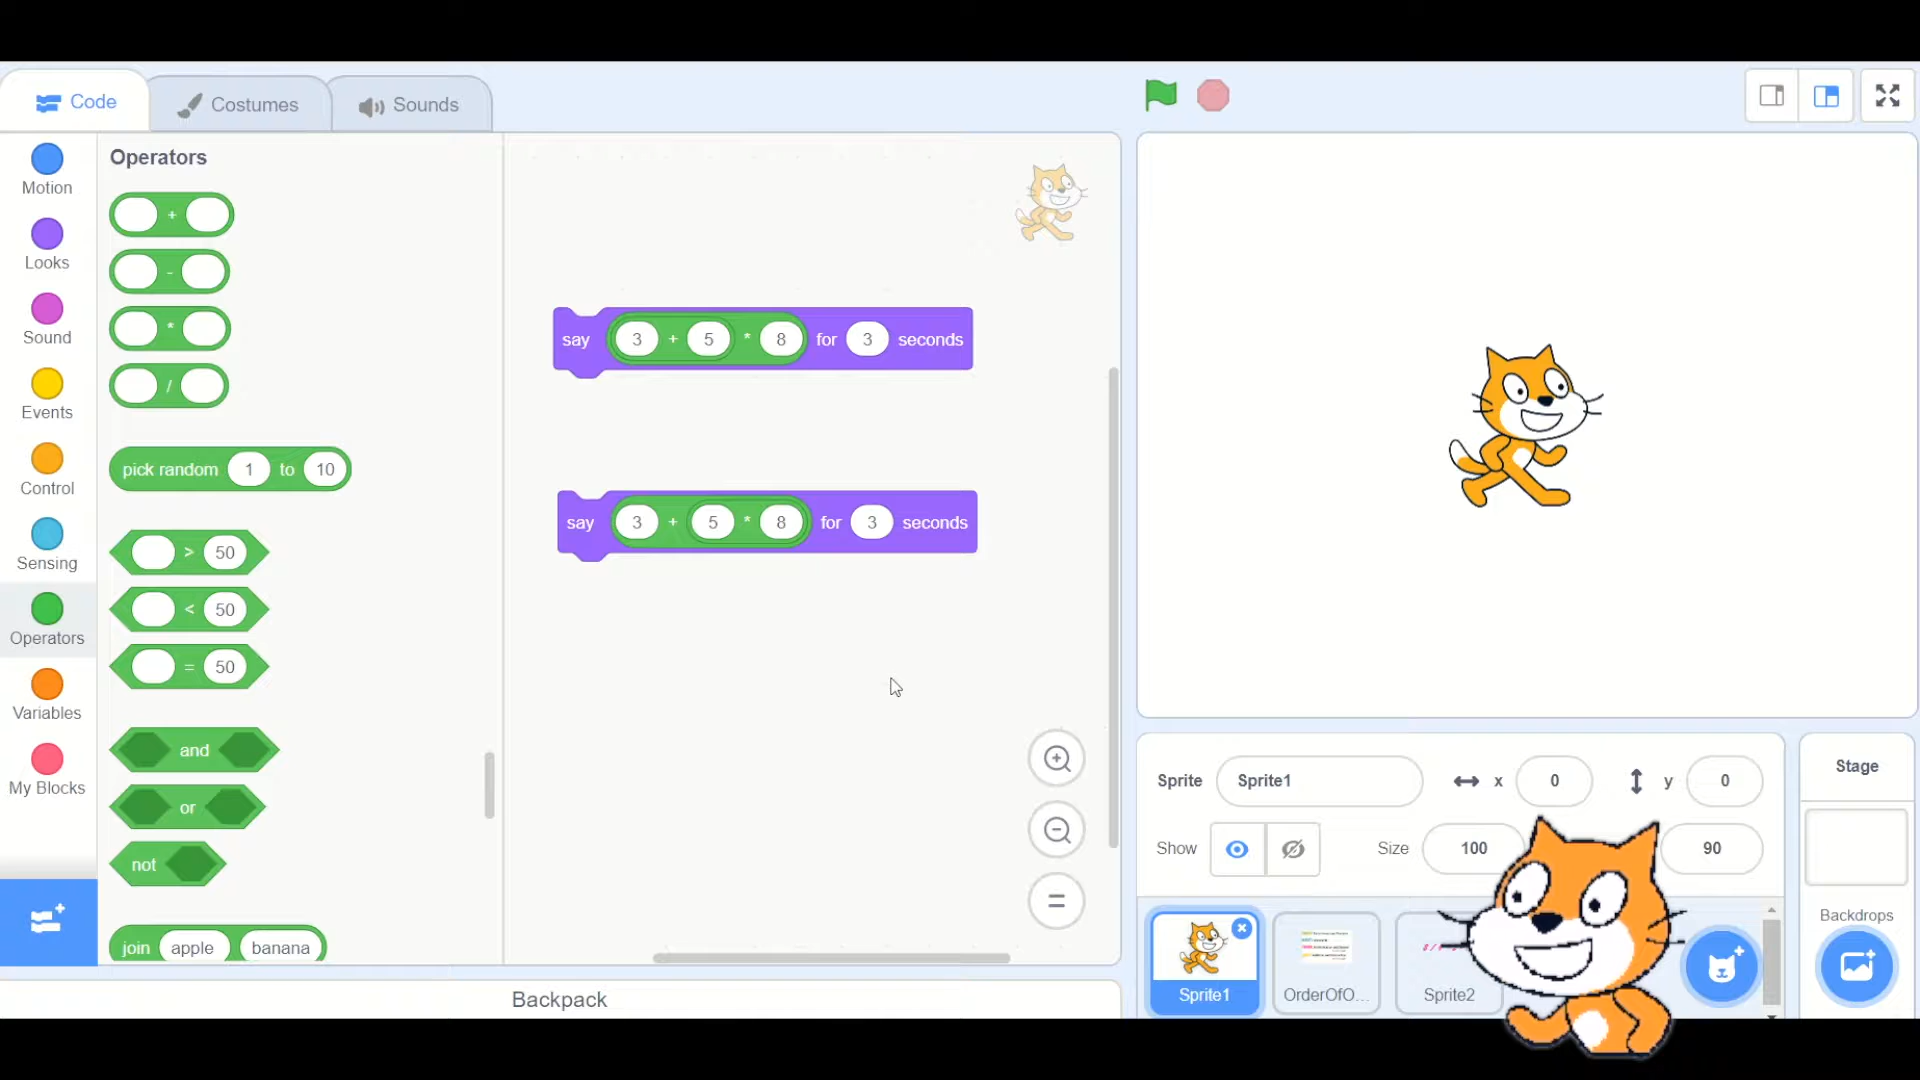 Code
Costumes
Sounds
Motion
Looks
Sound
Events
Control
Sensing
Operators
Variables
My Blocks
Operators
+
-
*
/
pick random 1 to 10
> 50
< 50
= 50
and
or
not
join apple banana
say 3 + 5 * 8 for 3 seconds
say 3 + 5 * 8 for 3 seconds
Backpack
Sprite Sprite1 x 0 y 0
Show Size 100 90
Sprite1
OrderOfO...
Sprite2
Stage
Backdrops